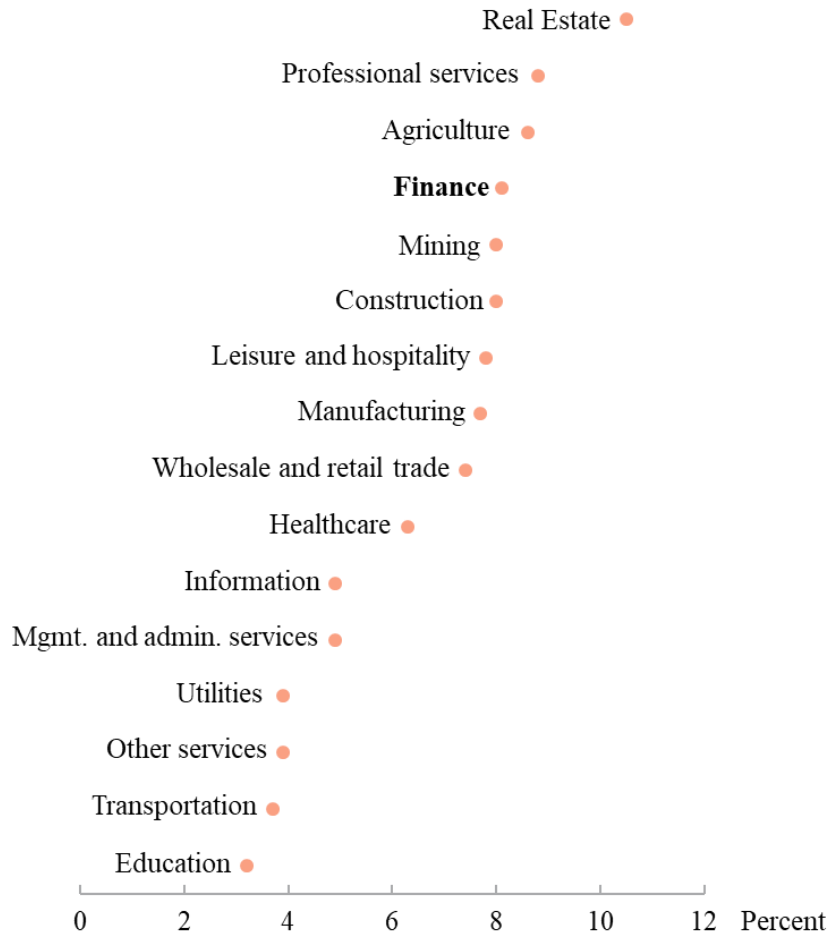 Real Estate
Professional services
Agriculture
Finance
Mining
Construction
Leisure and hospitality
Manufacturing
Wholesale and retail trade
Healthcare
Information
Mgmt. and admin. services
Utilities
Other services
Transportation
Education
0 2 4 6 8 10 12 Percent